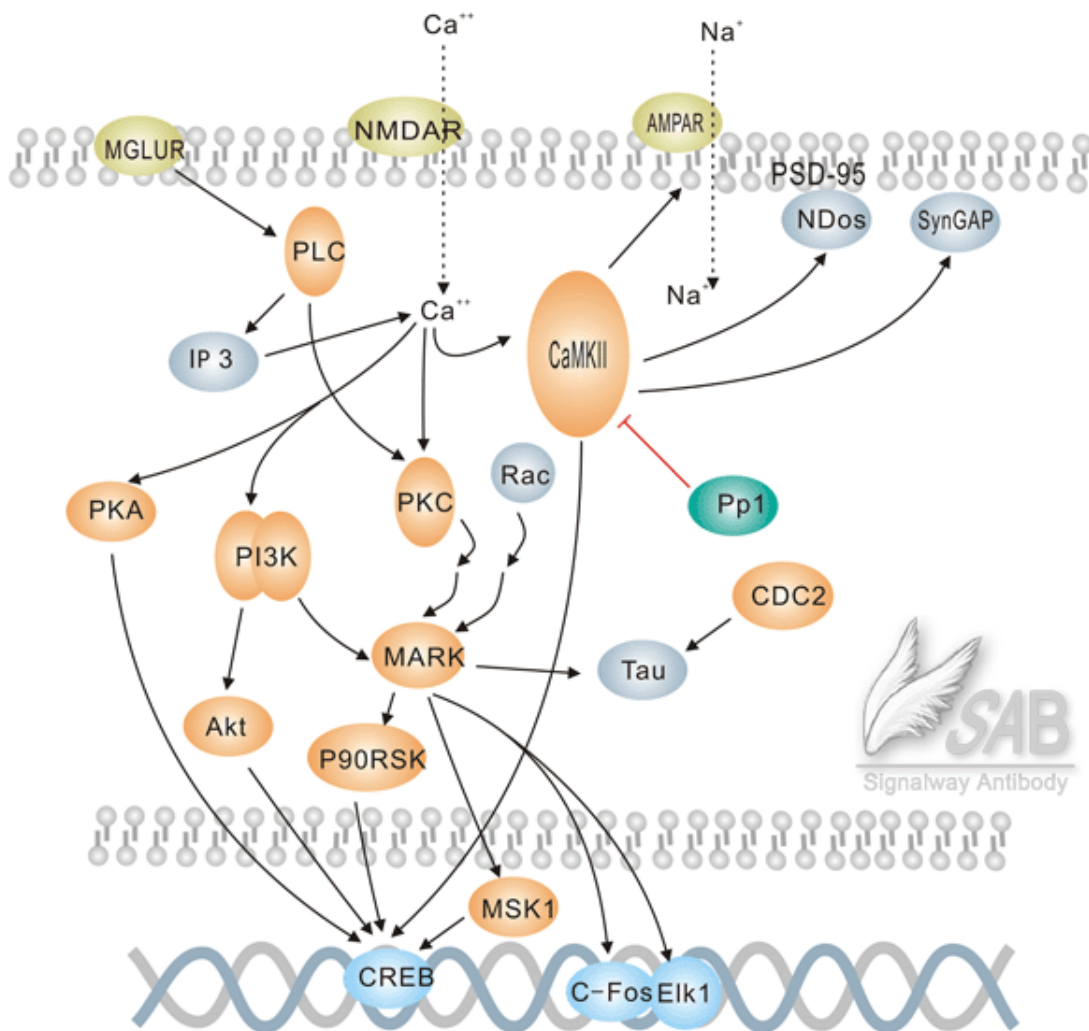 Ca++
Na+
NMDAR
AMPAR
MGLUR
PSD-95
NDos
SynGAP
PLC
Na+
Ca++
IP 3
CaMKII
Rac
PKC
PKA
Pp1
PI3K
CDC2
MARK
Tau
Akt
P90RSK
SAB
Signalway Antibody
MSK1
CREB
C-Fos
Elk1